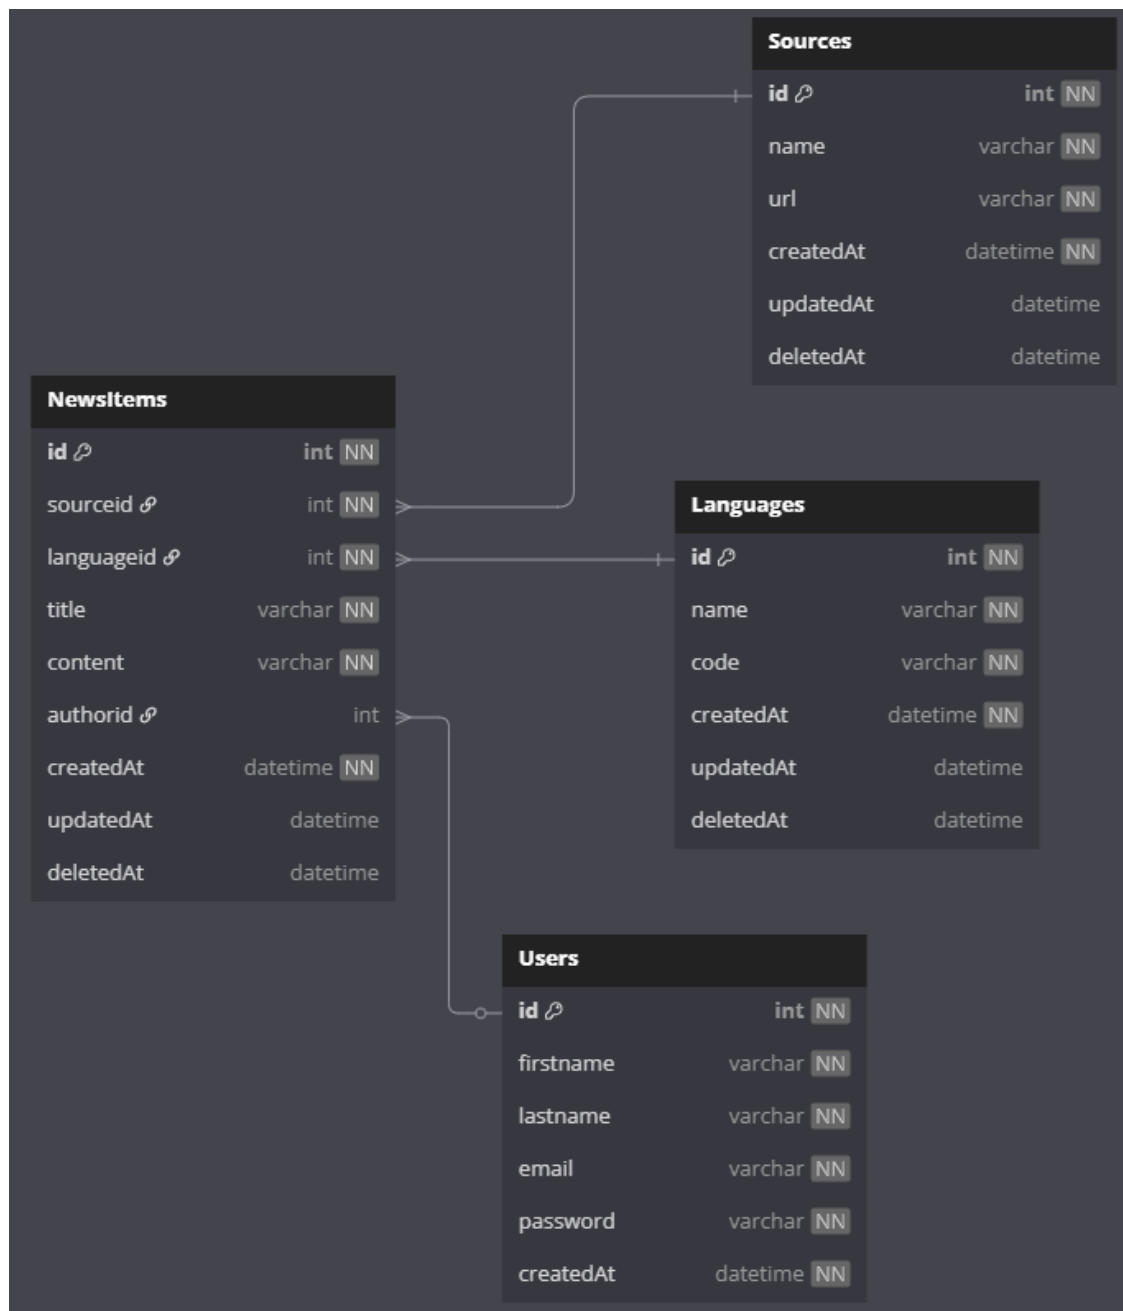 Sources
id int NN
name varchar NN
url varchar NN
createdAt datetime NN
updatedAt datetime
deletedAt datetime
NewsItems
id int NN
sourceid int NN
languageid int NN
title varchar NN
content varchar NN
authorid int
createdAt datetime NN
updatedAt datetime
deletedAt datetime
Languages
id int NN
name varchar NN
code varchar NN
createdAt datetime NN
updatedAt datetime
deletedAt datetime
Users
id int NN
firstname varchar NN
lastname varchar NN
email varchar NN
password varchar NN
createdAt datetime NN